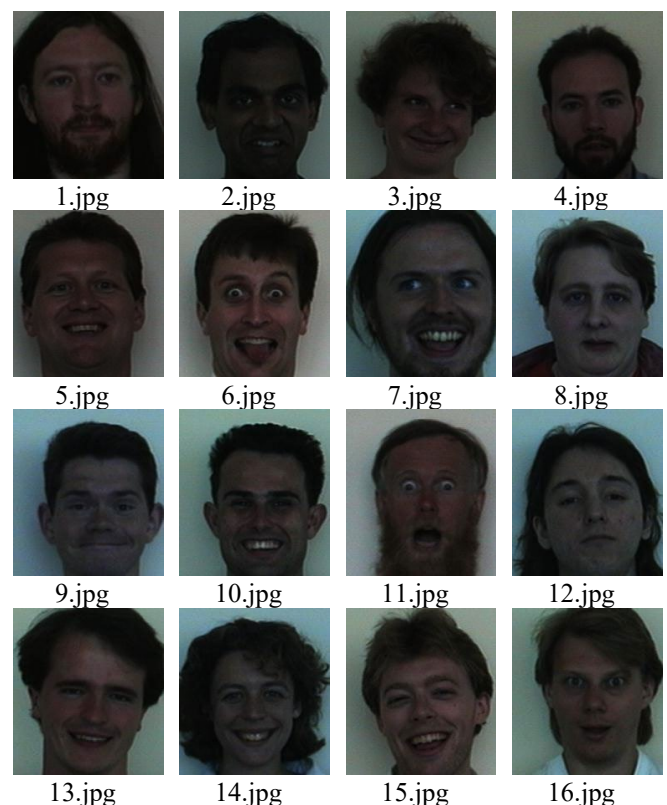 1.jpg 2.jpg 3.jpg 4.jpg
5.jpg 6.jpg 7.jpg 8.jpg
9.jpg 10.jpg 11.jpg 12.jpg
13.jpg 14.jpg 15.jpg 16.jpg